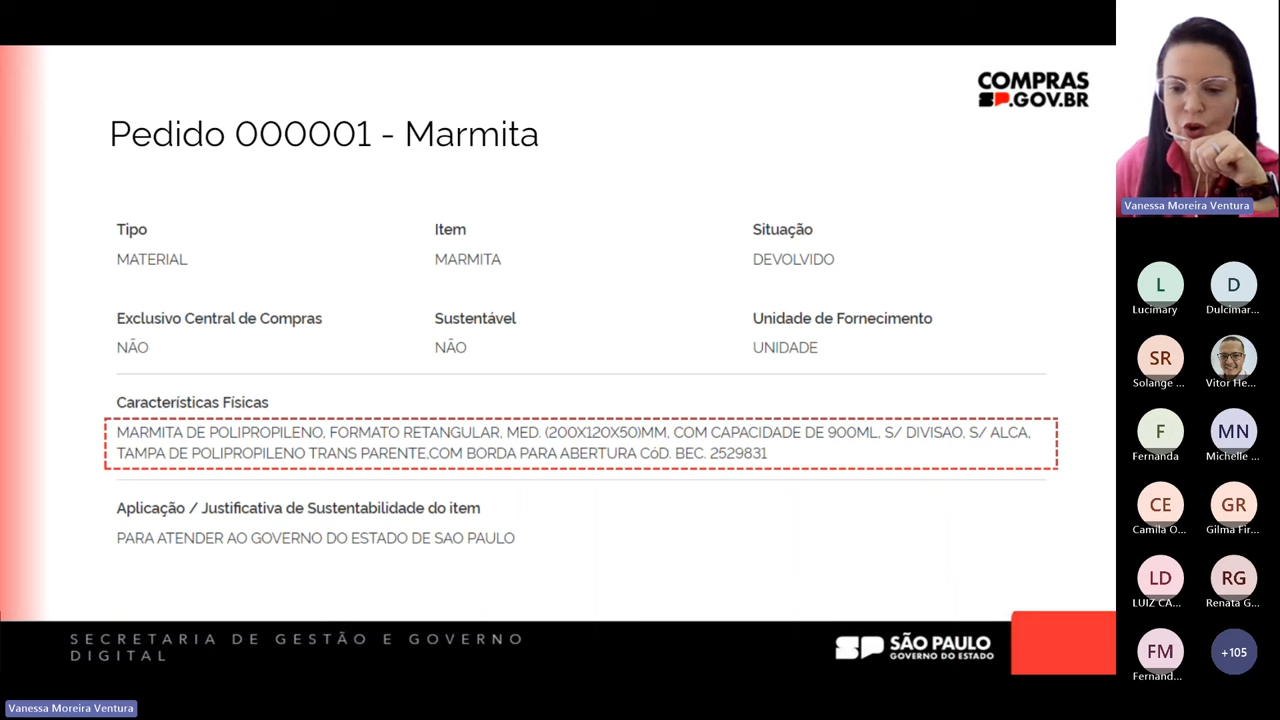 COMPRAS
SP.GOV.BR
Pedido 000001 - Marmita
Tipo
Item
Situação
MATERIAL
MARMITA
DEVOLVIDO
Exclusivo Central de Compras
Sustentável
Unidade de Fornecimento
NÃO
NÃO
UNIDADE
Características Físicas
MARMITA DE POLIPROPILENO, FORMATO RETANGULAR, MED. (200X120X50)MM, COM CAPACIDADE DE 900ML, S/ DIVISAO, S/ ALCA,
TAMPA DE POLIPROPILENO TRANS PARENTE,COM BORDA PARA ABERTURA CóD. BEC. 2529831
Aplicação / Justificativa de Sustentabilidade do item
PARA ATENDER AO GOVERNO DO ESTADO DE SAO PAULO
SECRETARIA DE GESTÃO E GOVERNO
DIGITAL
SP SÃO PAULO
GOVERNO DO ESTADO
Vanessa Moreira Ventura
Vanessa Moreira Ventura
L
D
Lucimary
Dulcimar...
SR
Solange ...
Vitor He...
F
MN
Fernanda
Michelle ...
CE
GR
Camila O...
Gilma Fir...
LD
RG
LUIZ CA...
Renata G...
FM
+105
Fernand...